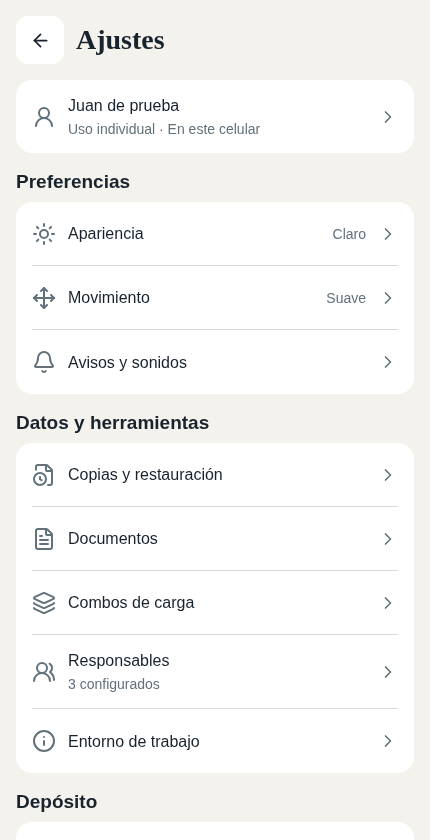 Ajustes
Juan de prueba
Uso individual · En este celular
Preferencias
Apariencia Claro
Movimiento Suave
Avisos y sonidos
Datos y herramientas
Copias y restauración
Documentos
Combos de carga
Responsables
3 configurados
Entorno de trabajo
Depósito